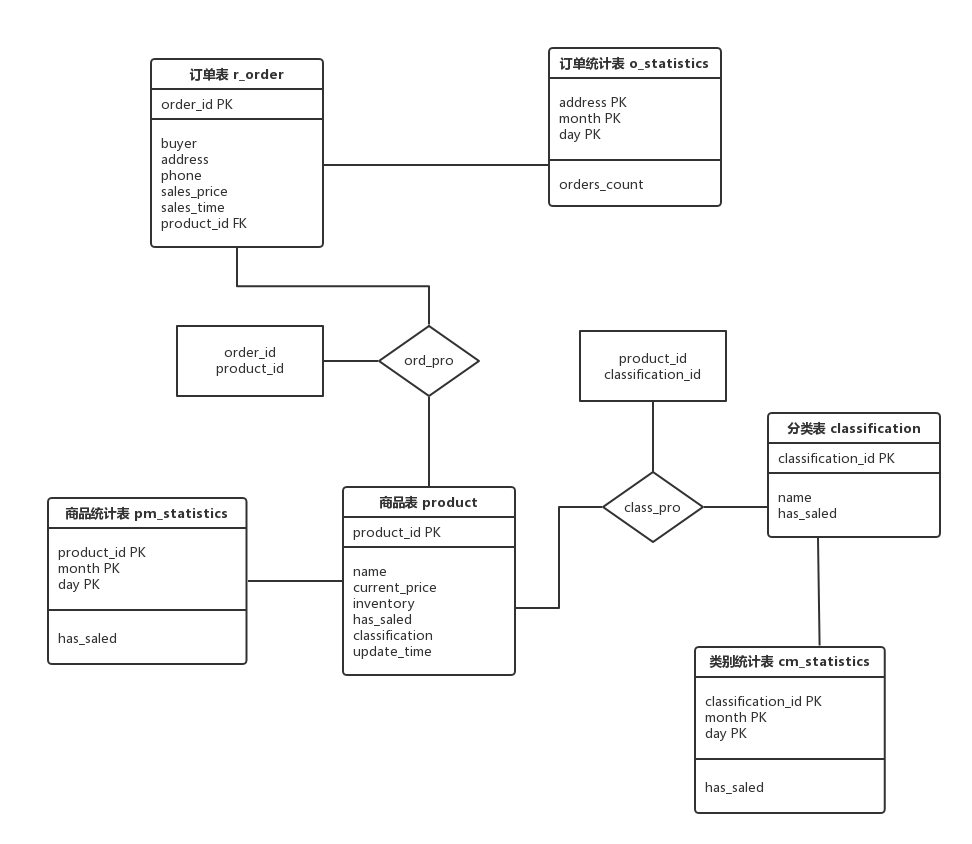 订单表 r_order
order_id PK
buyer
address
phone
sales_price
sales_time
product_id FK
订单统计表 o_statistics
address PK
month PK
day PK
orders_count
order_id
product_id
ord_pro
product_id
classification_id
class_pro
分类表 classification
classification_id PK
name
has_saled
商品统计表 pm_statistics
product_id PK
month PK
day PK
has_saled
商品表 product
product_id PK
name
current_price
inventory
has_saled
classification
update_time
类别统计表 cm_statistics
classification_id PK
month PK
day PK
has_saled